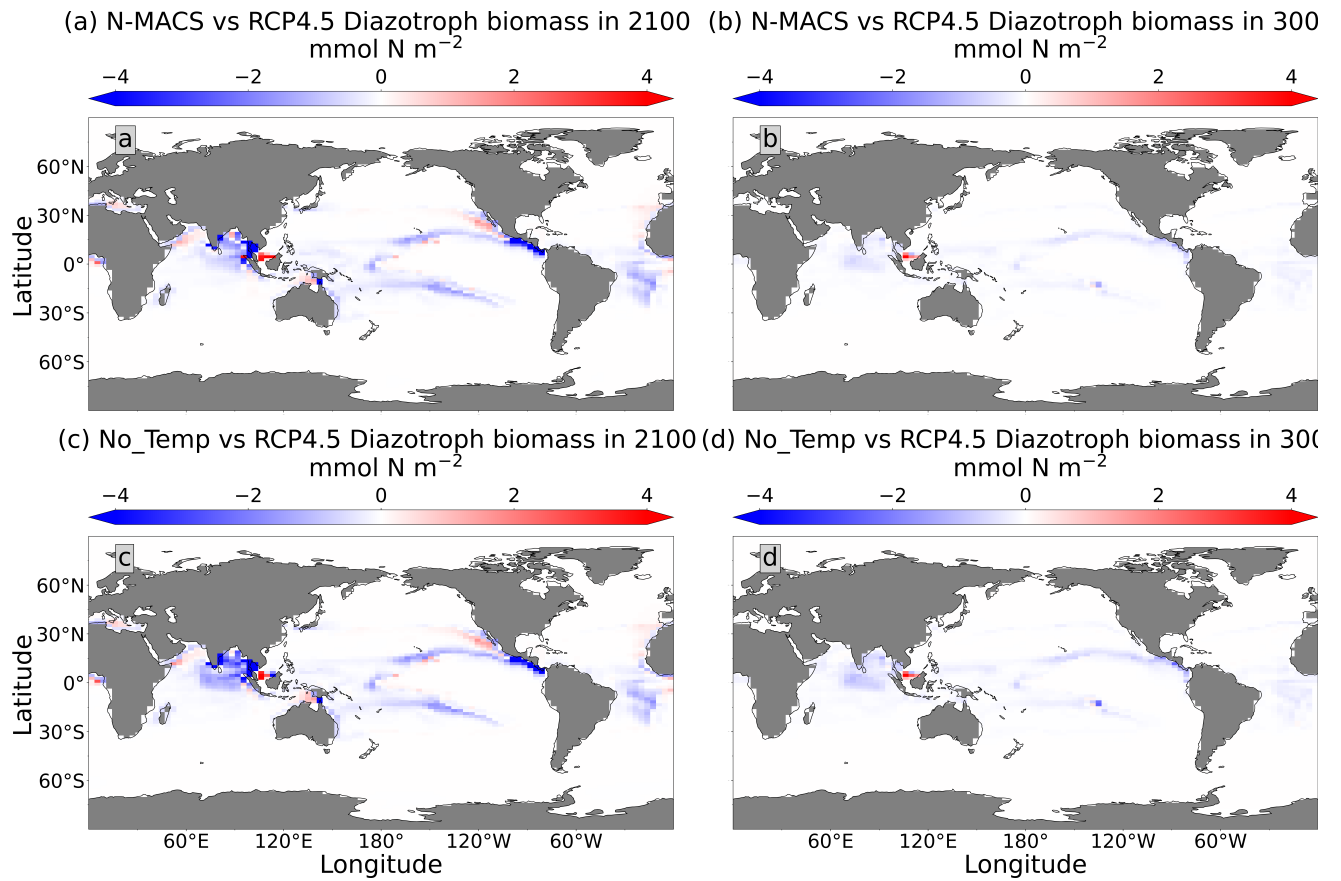 (a) N-MACS vs RCP4.5 Diazotroph biomass in 2100
mmol N m−2
−4 −2 0 2 4
a
60°N
30°N
0°
30°S
60°S
Latitude
(b) N-MACS vs RCP4.5 Diazotroph biomass in 300
mmol N m−2
−4 −2 0 2 4
b
(c) No_Temp vs RCP4.5 Diazotroph biomass in 2100
mmol N m−2
−4 −2 0 2 4
c
60°N
30°N
0°
30°S
60°S
Latitude
60°E 120°E 180° 120°W 60°W
Longitude
(d) No_Temp vs RCP4.5 Diazotroph biomass in 300
mmol N m−2
−4 −2 0 2 4
d
60°E 120°E 180° 120°W 60°W
Longitude